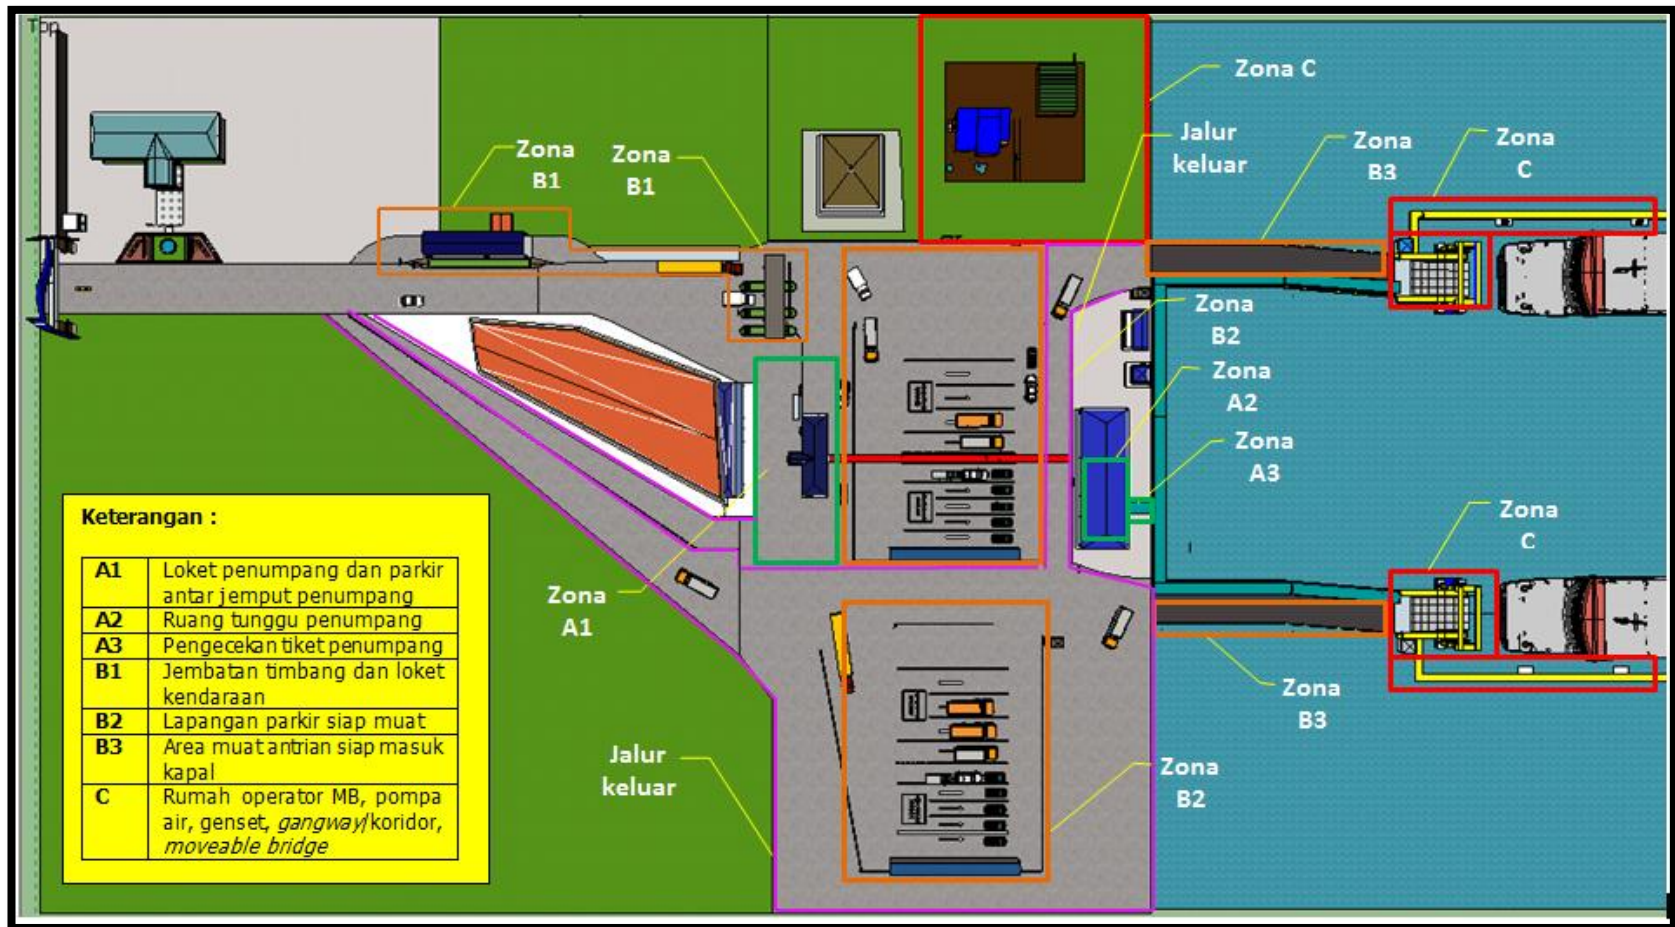 Top
Zona C
Jalur
keluar
Zona
B1
Zona
B1
Zona
B3
Zona
C
Zona
B2
Zona
A2
Zona
A3
Zona
C
Zona
A1
Zona
B3
Jalur
keluar
Zona
B2
Keterangan :
A1 Loket penumpang dan parkir
antar jemput penumpang
A2 Ruang tunggu penumpang
A3 Pengecekan tiket penumpang
B1 Jembatan timbang dan loket
kendaraan
B2 Lapangan parkir siap muat
B3 Area muat antrian siap masuk
kapal
C Rumah operator MB, pompa
air, genset, gangway/koridor,
moveable bridge